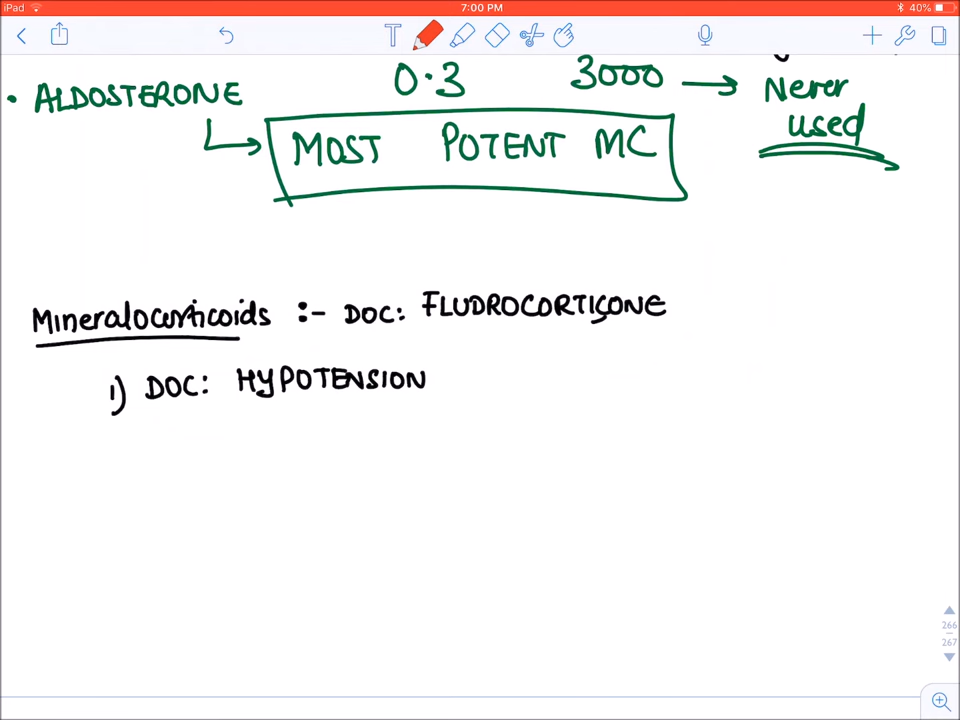 iPad 7:00 PM 40%
T
• ALDOSTERONE 0.3 3000 → Never used
MOST POTENT MC
Mineralocorticoids :- DOC: FLUDROCORTISONE
1) DOC: HYPOTENSION
266
267